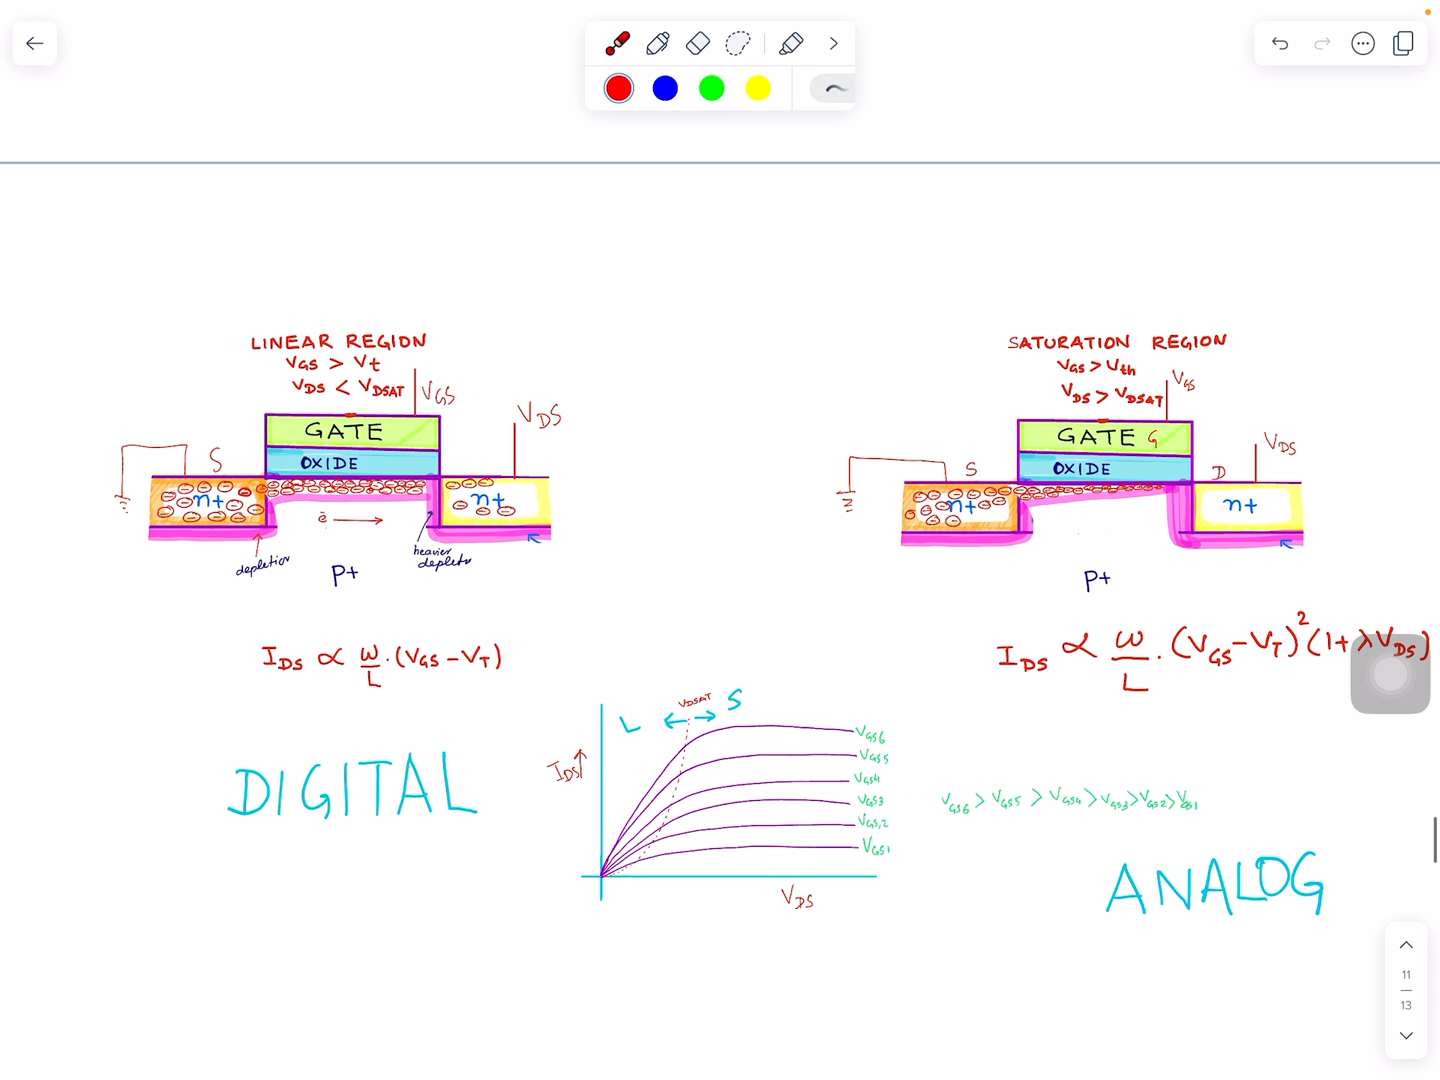 LINEAR REGION
VGS > Vt
VDS < VDSAT
VGS
VDS
GATE
OXIDE
S
n+
n+
ē
depletion
heavier
P+
IDS ∝ W/L . (VGS - VT)
DIGITAL
SATURATION REGION
VGS > Vth
VDS > VDSAT
VGS
VDS
GATE G
OXIDE
S
D
n+
n+
P+
IDS ∝ W/L . (VGS-VT)² (1+λVDS)
VDSAT
L
S
IDS
VGS6
VGS5
VGS4
VGS3
VGS,2
VGS1
VDS
VGS6 > VGS5 > VGS4 > VGS3 > VGS2 > VGS1
ANALOG
11
13